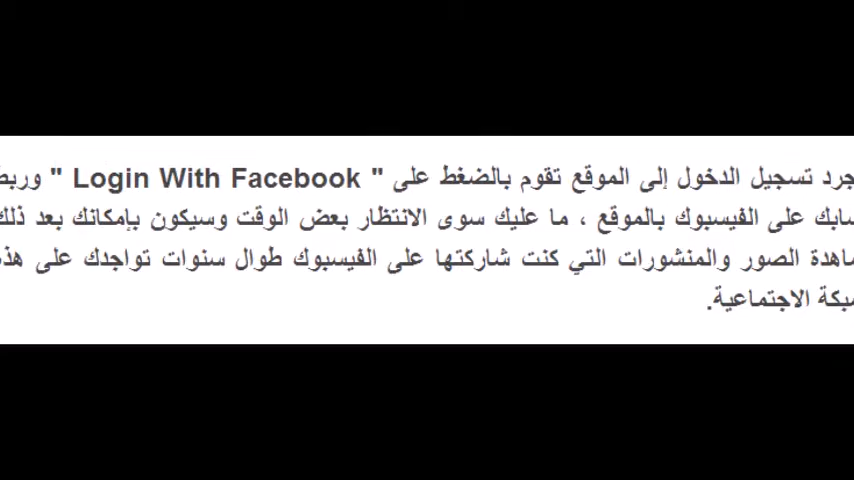 جرد تسجيل الدخول إلى الموقع تقوم بالضغط على " Login With Facebook " وربط
سابك على الفيسبوك بالموقع ، ما عليك سوى الانتظار بعض الوقت وسيكون بإمكانك بعد ذلك
ماهدة الصور والمنشورات التي كنت شاركتها على الفيسبوك طوال سنوات تواجدك على هذه
مبكة الاجتماعية.